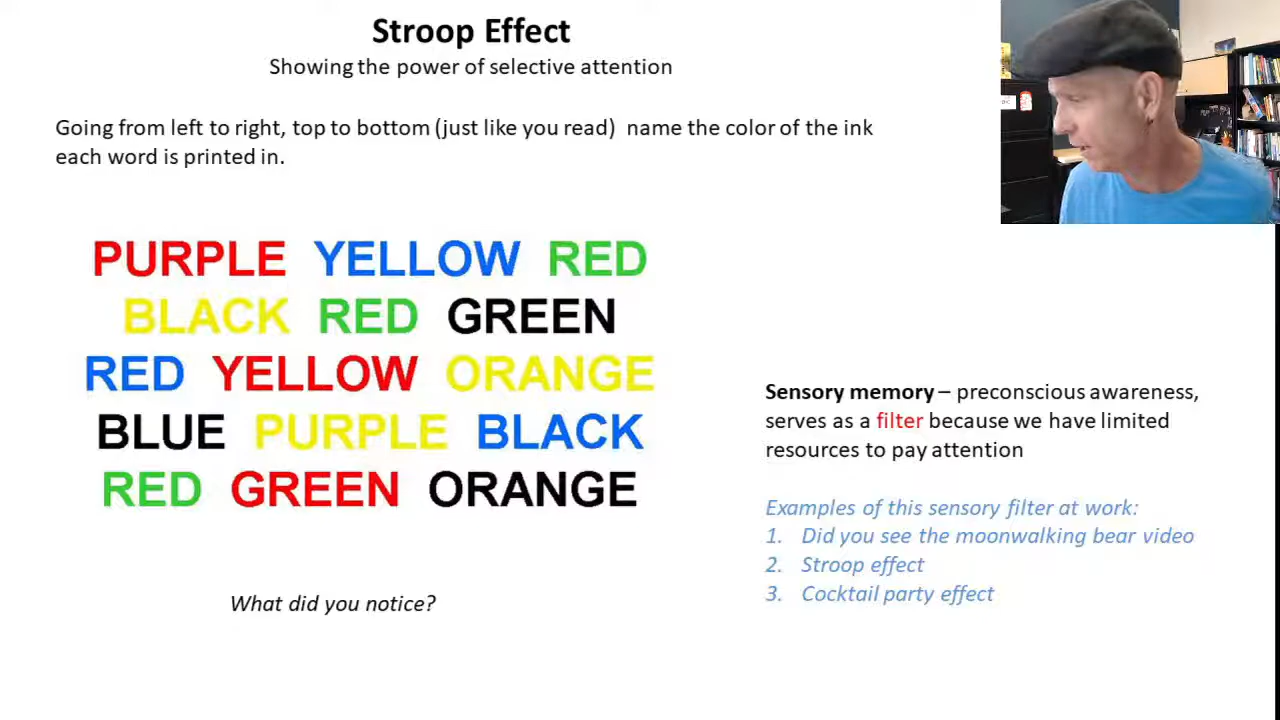 Stroop Effect
Showing the power of selective attention
Going from left to right, top to bottom (just like you read) name the color of the ink
each word is printed in.
PURPLE YELLOW RED
BLACK RED GREEN
RED YELLOW ORANGE
BLUE PURPLE BLACK
RED GREEN ORANGE
What did you notice?
Sensory memory – preconscious awareness,
serves as a filter because we have limited
resources to pay attention
Examples of this sensory filter at work:
1. Did you see the moonwalking bear video
2. Stroop effect
3. Cocktail party effect